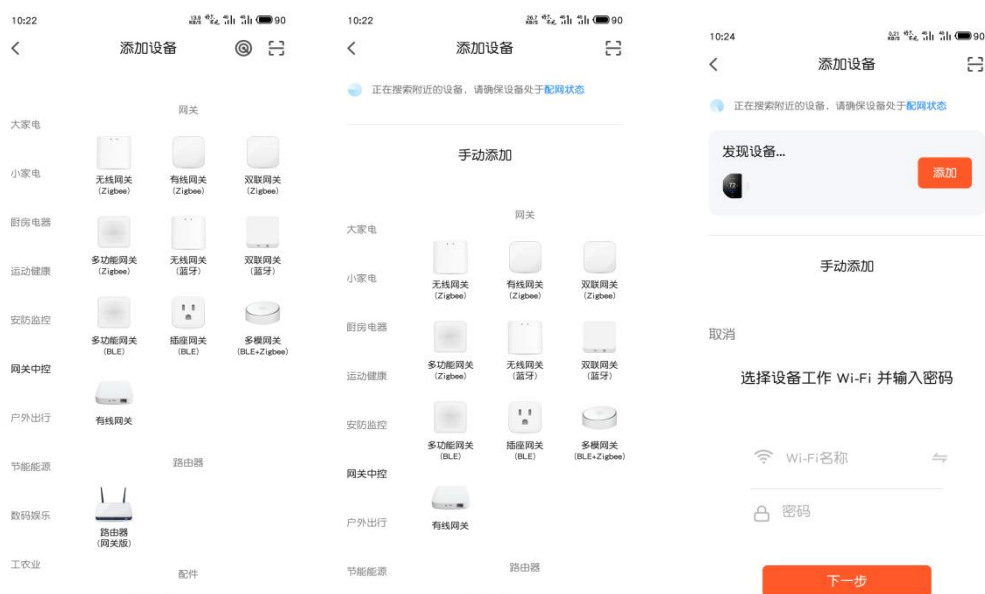 10:22
90
添加设备
网关
大家电
小家电
厨房电器
运动健康
安防监控
网关中控
户外出行
节能能源
数码娱乐
工农业
无线网关
(Zigbee)
有线网关
(Zigbee)
双联网关
(Zigbee)
多功能网关
(Zigbee)
无线网关
(蓝牙)
双联网关
(蓝牙)
多功能网关
(BLE)
插座网关
(BLE)
多模网关
(BLE+Zigbee)
有线网关
路由器
路由器
(网关版)
配件
10:22
90
添加设备
正在搜索附近的设备，请确保设备处于配网状态
手动添加
网关
大家电
小家电
厨房电器
运动健康
安防监控
网关中控
户外出行
节能能源
无线网关
(Zigbee)
有线网关
(Zigbee)
双联网关
(Zigbee)
多功能网关
(Zigbee)
无线网关
(蓝牙)
双联网关
(蓝牙)
多功能网关
(BLE)
插座网关
(BLE)
多模网关
(BLE+Zigbee)
有线网关
路由器
10:24
90
添加设备
正在搜索附近的设备，请确保设备处于配网状态
发现设备...
72
添加
手动添加
取消
选择设备工作 Wi-Fi 并输入密码
Wi-Fi名称
密码
下一步